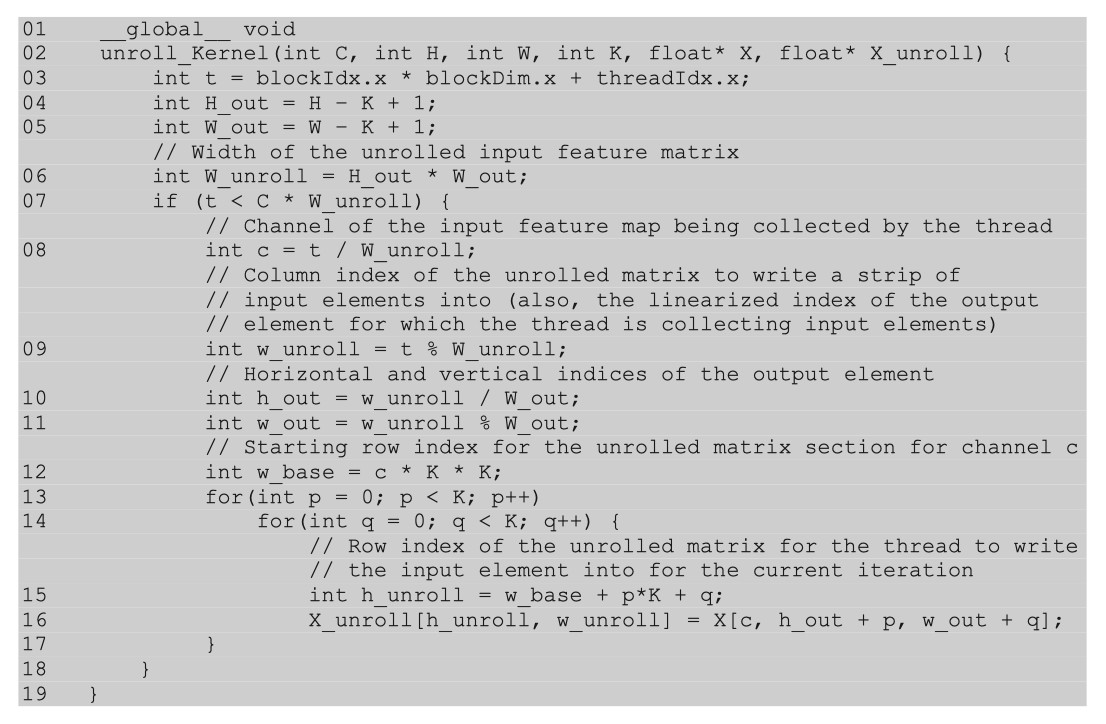 01 __global__ void
02 unroll_Kernel(int C, int H, int W, int K, float* X, float* X_unroll) {
03 int t = blockIdx.x * blockDim.x + threadIdx.x;
04 int H_out = H − K + 1;
05 int W_out = W − K + 1;
// Width of the unrolled input feature matrix
06 int W_unroll = H_out * W_out;
07 if (t < C * W_unroll) {
// Channel of the input feature map being collected by the thread
08 int c = t / W_unroll;
// Column index of the unrolled matrix to write a strip of
// input elements into (also, the linearized index of the output
// element for which the thread is collecting input elements)
09 int w_unroll = t % W_unroll;
// Horizontal and vertical indices of the output element
10 int h_out = w_unroll / W_out;
11 int w_out = w_unroll % W_out;
// Starting row index for the unrolled matrix section for channel c
12 int w_base = c * K * K;
13 for(int p = 0; p < K; p++)
14 for(int q = 0; q < K; q++) {
// Row index of the unrolled matrix for the thread to write
// the input element into for the current iteration
15 int h_unroll = w_base + p*K + q;
16 X_unroll[h_unroll, w_unroll] = X[c, h_out + p, w_out + q];
17 }
18 }
19 }